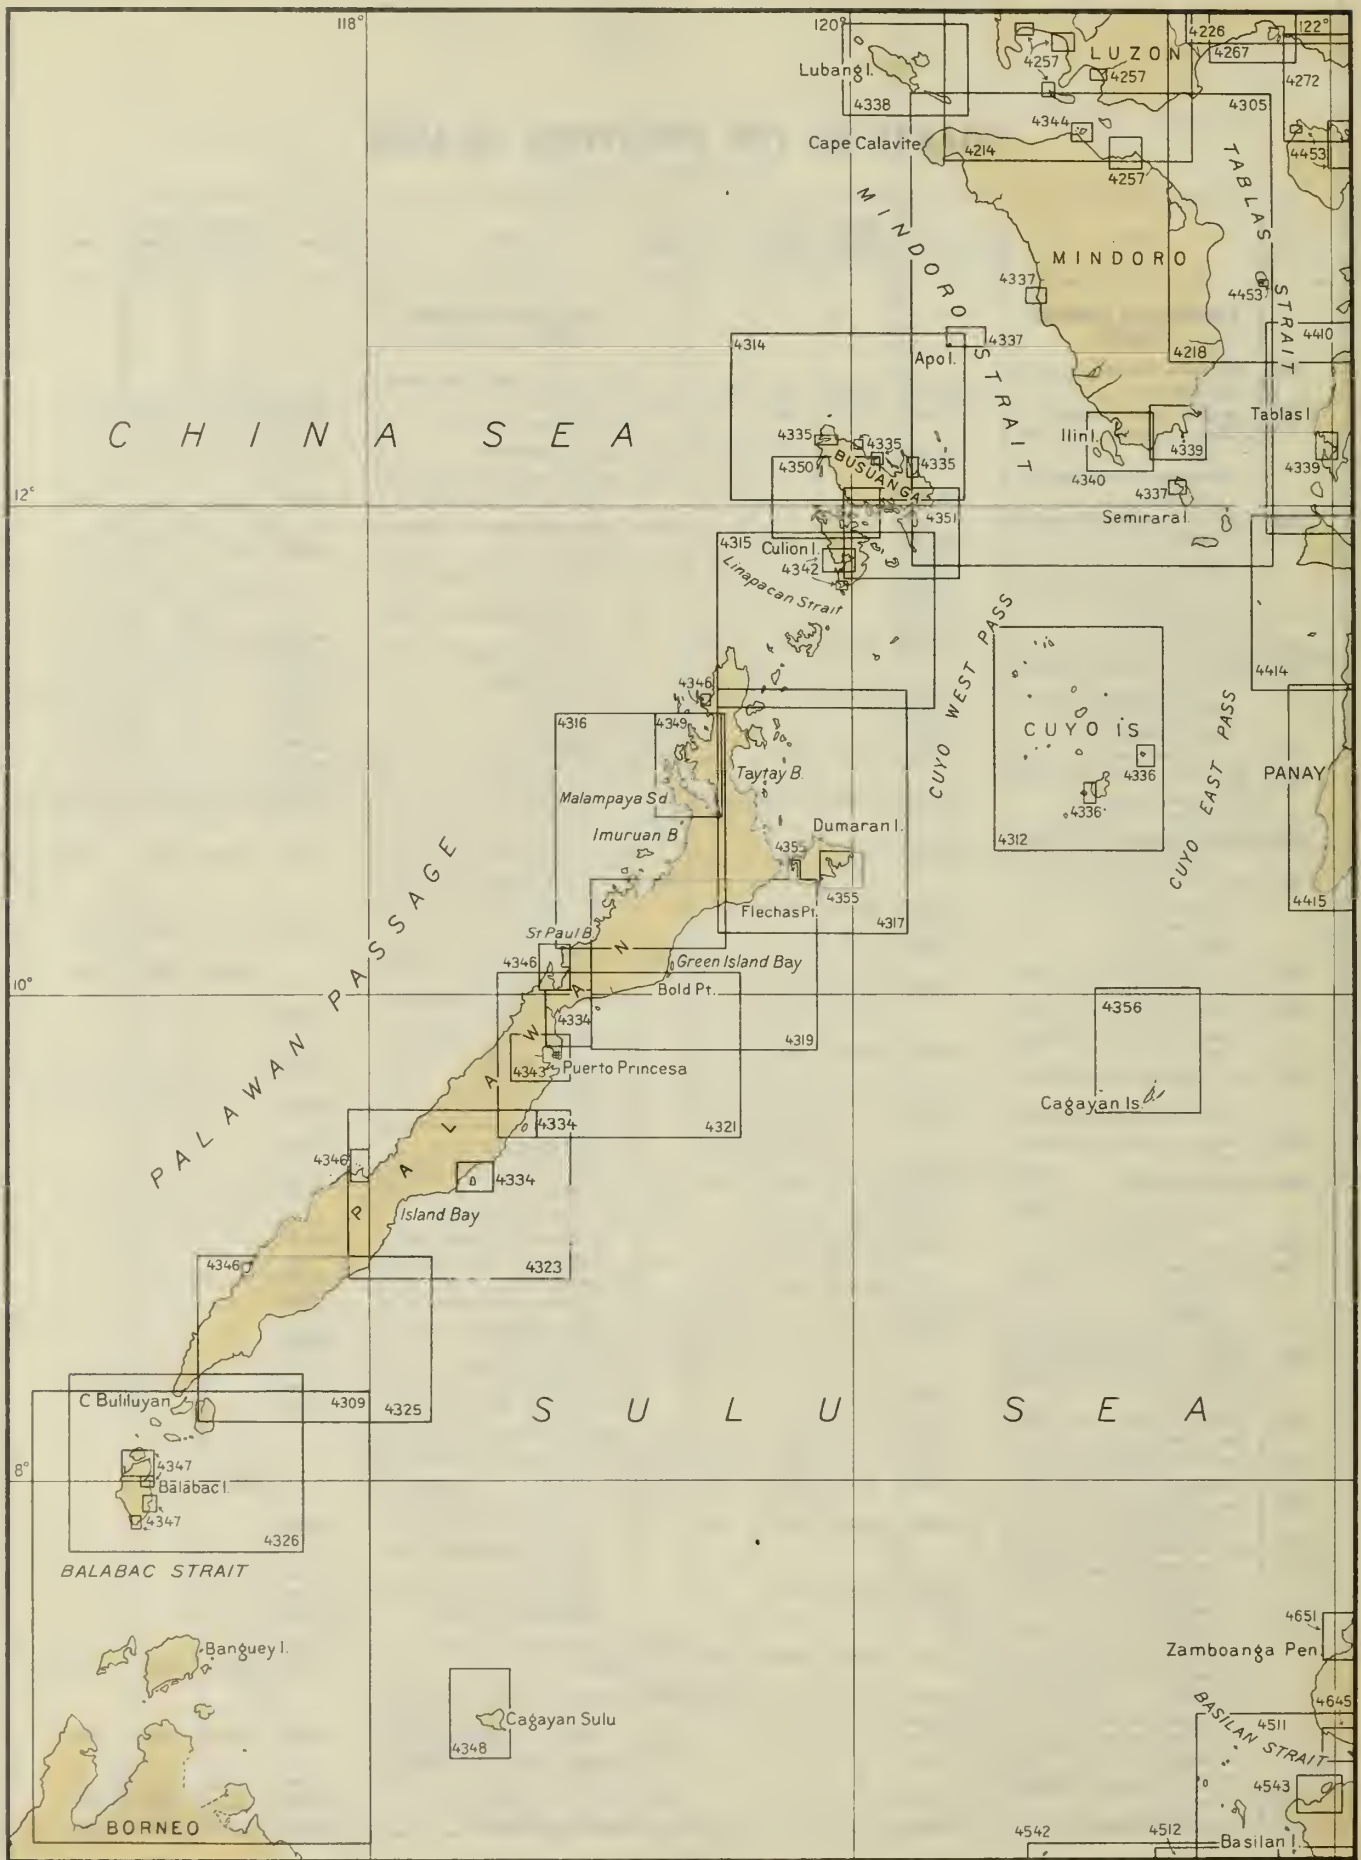 118°
120°
122°
4226
4267
4257
LUZON
4257
4272
Lubang I.
4338
4305
4344
Cape Calavite
4214
4257
4453
TABLAS STRAIT
MINDORO STRAIT
MINDORO
4337
4453
4314
4337
Apo I.
4218
4410
CHINA SEA
Tablas I.
4335
4335
4335
4350
BUSUANGA
Ilin I.
4339
4339
4340
12°
4351
4337
Semirara I.
4315
Culion I.
4342
Linapacan Strait
CUYO WEST PASS
4414
4346
4316
4349
CUYO IS
CUYO EAST PASS
Taytay B.
4336
PANAY
Malampaya Sd.
4336
Imuruan B
Dumaran I.
4312
4355
4355
4415
Flechas Pt.
4317
PALAWAN PASSAGE
St Paul B.
4346
Green Island Bay
10°
Bold Pt.
4356
4334
4319
4343
Puerto Princesa
Cagayan Is.
PALAWAN
4334
4321
4346
4334
Island Bay
4346
4323
C Buliluyan
4309
4325
SULU SEA
8°
4347
Balabac I.
4347
4326
BALABAC STRAIT
4651
Zamboanga Pen.
Banguey I.
4645
4511
BASILAN STRAIT
Cagayan Sulu
4348
4543
BORNEO
4542
4512
Basilan I.